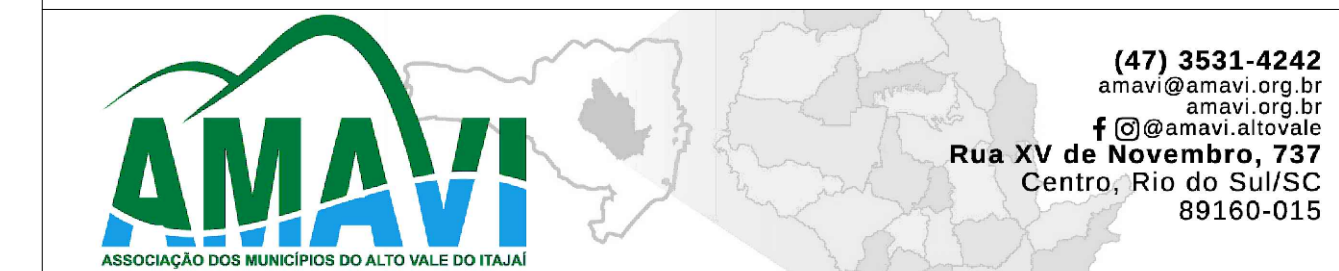 AMAVI
ASSOCIAÇÃO DOS MUNICÍPIOS DO ALTO VALE DO ITAJAÍ
(47) 3531-4242
amavi@amavi.org.br
amavi.org.br
@amavi.altovale
Rua XV de Novembro, 737
Centro, Rio do Sul/SC
89160-015